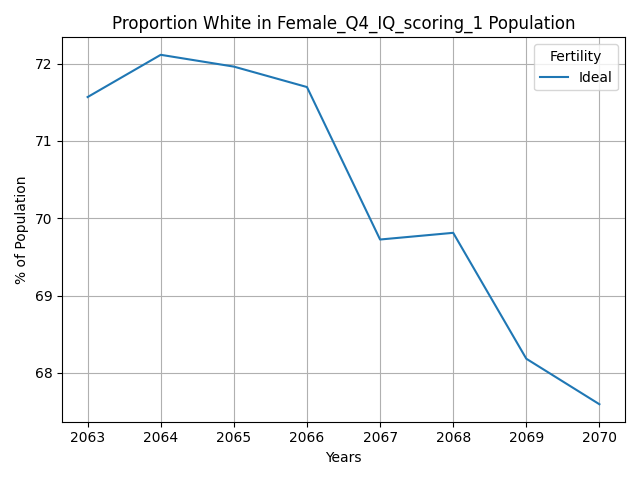 Proportion White in Female_Q4_IQ_scoring_1 Population
Fertility
Ideal
72
71
70
69
68
% of Population
2063 2064 2065 2066 2067 2068 2069 2070
Years